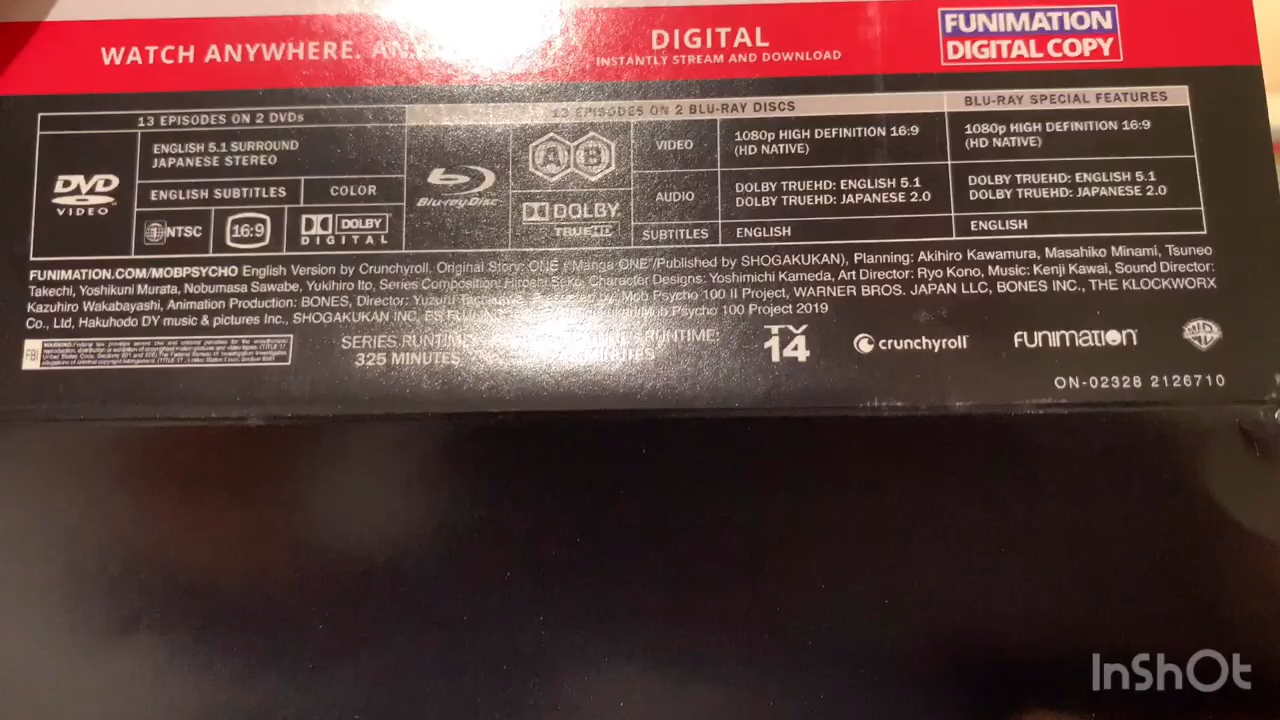 WATCH ANYWHERE.
DIGITAL
INSTANTLY STREAM AND DOWNLOAD
FUNIMATION
DIGITAL COPY
13 EPISODES ON 2 DVDs
13 EPISODES ON 2 BLU-RAY DISCS
BLU-RAY SPECIAL FEATURES
DVD
VIDEO
ENGLISH 5.1 SURROUND
JAPANESE STEREO
ENGLISH SUBTITLES
COLOR
NTSC
16:9
DOLBY
DIGITAL
Blu-ray Disc
A B
DOLBY
TRUEHD
VIDEO
1080p HIGH DEFINITION 16:9
(HD NATIVE)
1080p HIGH DEFINITION 16:9
(HD NATIVE)
AUDIO
DOLBY TRUEHD: ENGLISH 5.1
DOLBY TRUEHD: JAPANESE 2.0
DOLBY TRUEHD: ENGLISH 5.1
DOLBY TRUEHD: JAPANESE 2.0
SUBTITLES
ENGLISH
ENGLISH
FUNIMATION.COM/MOBPSYCHO English Version by Crunchyroll, Original Story: ONE ("Manga ONE"/Published by SHOGAKUKAN), Planning: Akihiro Kawamura, Masahiko Minami, Tsuneo
Takechi, Yoshikuni Murata, Nobumasa Sawabe, Yukihiro Ito, Series Composition: Hiroshi Seko, Character Designs: Yoshimichi Kameda, Art Director: Ryo Kono, Music: Kenji Kawai, Sound Director:
Kazuhiro Wakabayashi, Animation Production: BONES, Director: Yuzuru by Mob Psycho 100 II Project, WARNER BROS. JAPAN LLC, BONES INC., THE KLOCKWORX
Co., Ltd, Hakuhodo DY music & pictures Inc., SHOGAKUKAN INC, Mob Psycho 100 Project 2019
FBI
WARNING:
SERIES RUNTIME:
325 MINUTES
RUNTIME:
MINUTES
TV
14
crunchyroll
FUNIMATION
WB
ON-02328 2126710
InShOt